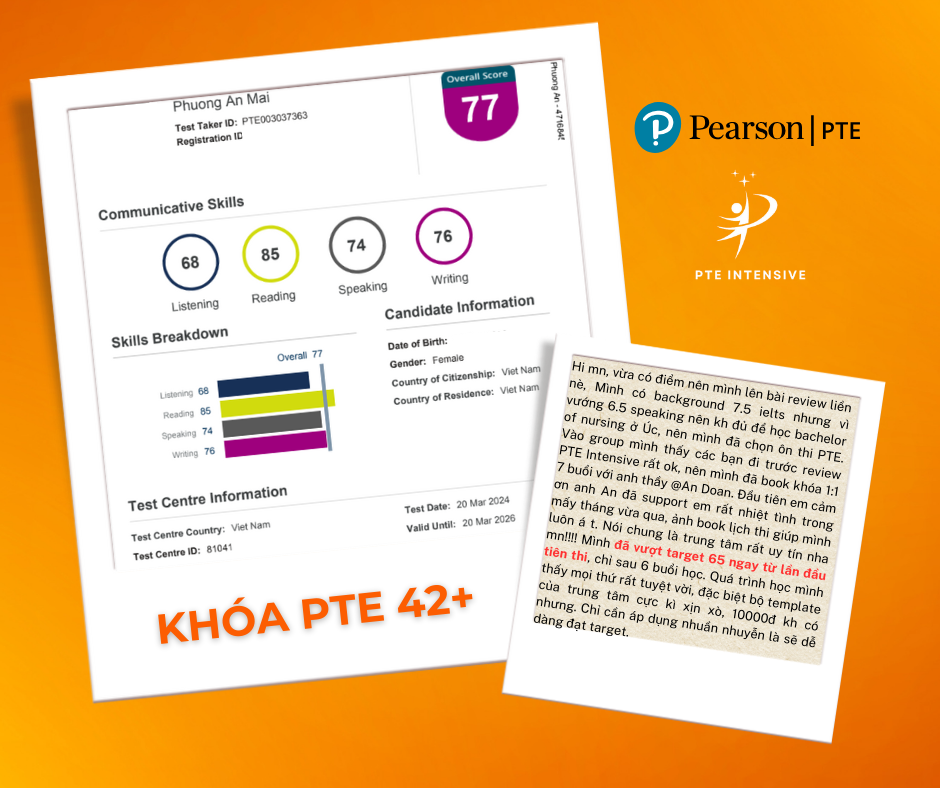 Phuong An Mai
Test Taker ID: PTE003037363
Registration ID
Overall Score
77
Phuong An - 471684
Communicative Skills
68
85
74
76
Listening
Reading
Speaking
Writing
Skills Breakdown
Overall 77
Listening 68
Reading 85
Speaking 74
Writing 76
Candidate Information
Date of Birth:
Gender: Female
Country of Citizenship: Viet Nam
Country of Residence: Viet Nam
Test Centre Information
Test Centre Country: Viet Nam
Test Centre ID: 81041
Test Date: 20 Mar 2024
Valid Until: 20 Mar 2026
KHÓA PTE 42+
Pearson | PTE
PTE INTENSIVE
Hi mn, vừa có điểm nên mình lên bài review liền
nè, Mình có background 7.5 ielts nhưng vì
vướng 6.5 speaking nên kh đủ để học bachelor
of nursing ở Úc, nên mình đã chọn ôn thi PTE.
Vào group mình thấy các bạn đi trước review
PTE Intensive rất ok, nên mình đã book khóa 1:1
7 buổi với anh thầy @An Doan. Đầu tiên em cảm
ơn anh An đã support em rất nhiệt tình trong
mấy tháng vừa qua, ảnh book lịch thi giúp mình
luôn á t. Nói chung là trung tâm rất uy tín nha
mn!!!! Mình đã vượt target 65 ngay từ lần đầu
tiên thi, chỉ sau 6 buổi học. Quá trình học mình
thấy mọi thứ rất tuyệt vời, đặc biệt bộ template
của trung tâm cực kì xịn xò, 10000đ kh có
nhưng. Chỉ cần áp dụng nhuần nhuyễn là sẽ dễ
dàng đạt target.